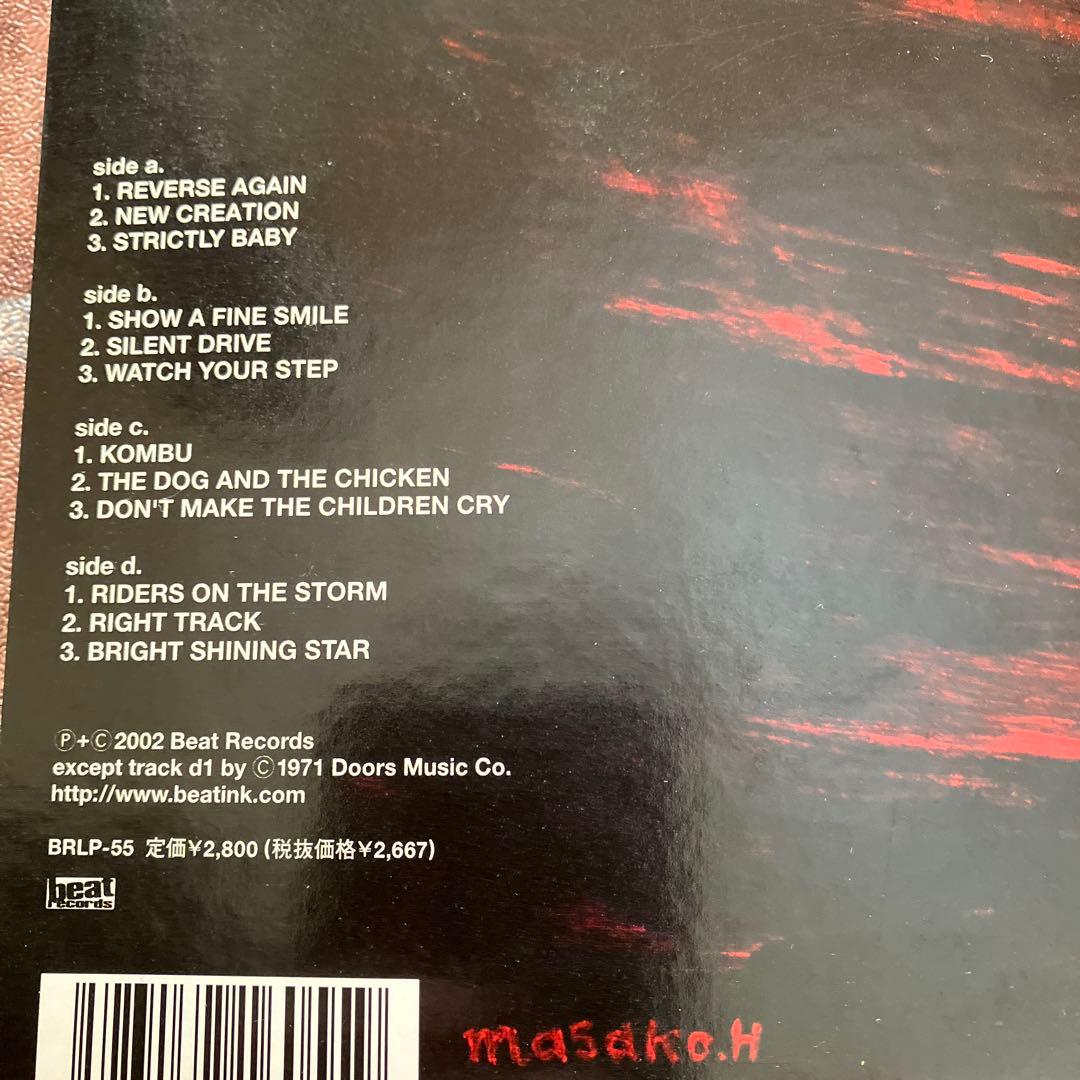 side a.
1. REVERSE AGAIN
2. NEW CREATION
3. STRICTLY BABY
side b.
1. SHOW A FINE SMILE
2. SILENT DRIVE
3. WATCH YOUR STEP
side c.
1. KOMBU
2. THE DOG AND THE CHICKEN
3. DON'T MAKE THE CHILDREN CRY
side d.
1. RIDERS ON THE STORM
2. RIGHT TRACK
3. BRIGHT SHINING STAR
Ⓟ+Ⓒ2002 Beat Records
except track d1 by Ⓒ1971 Doors Music Co.
http://www.beatink.com
BRLP-55 定価¥2,800 (税抜価格¥2,667)
beat
records
masako.H